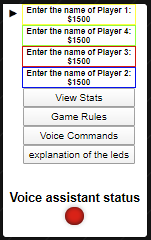 Enter the name of Player 1:
$1500
Enter the name of Player 4:
$1500
Enter the name of Player 3:
$1500
Enter the name of Player 2:
$1500
View Stats
Game Rules
Voice Commands
explanation of the leds
Voice assistant status